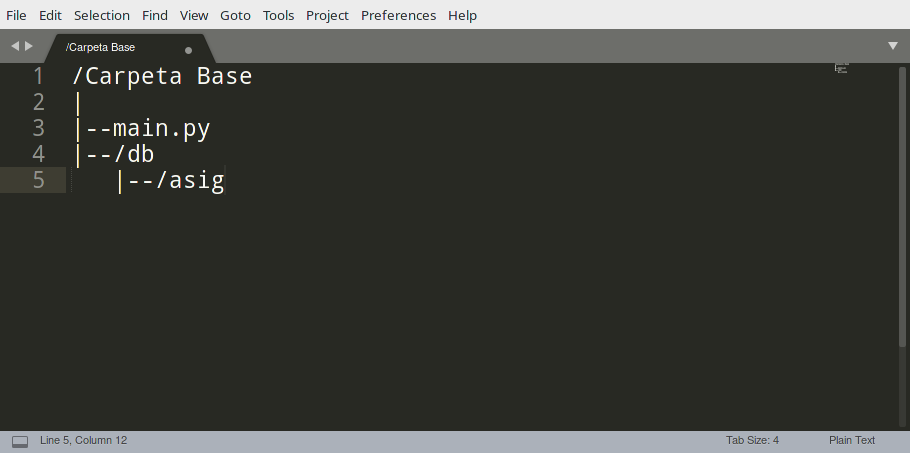 File Edit Selection Find View Goto Tools Project Preferences Help
/Carpeta Base
1 /Carpeta Base
2 |
3 |--main.py
4 |--/db
5    |--/asig
Line 5, Column 12 Tab Size: 4 Plain Text